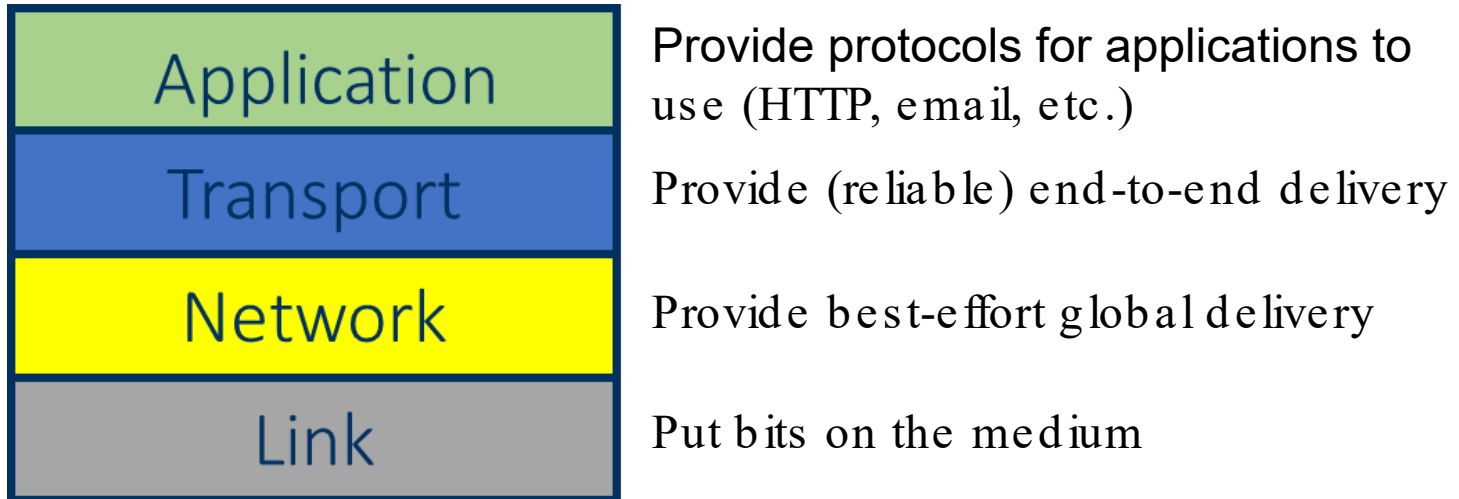 Application
Provide protocols for applications to
use (HTTP, email, etc.)
Transport
Provide (reliable) end-to-end delivery
Network
Provide best-effort global delivery
Link
Put bits on the medium